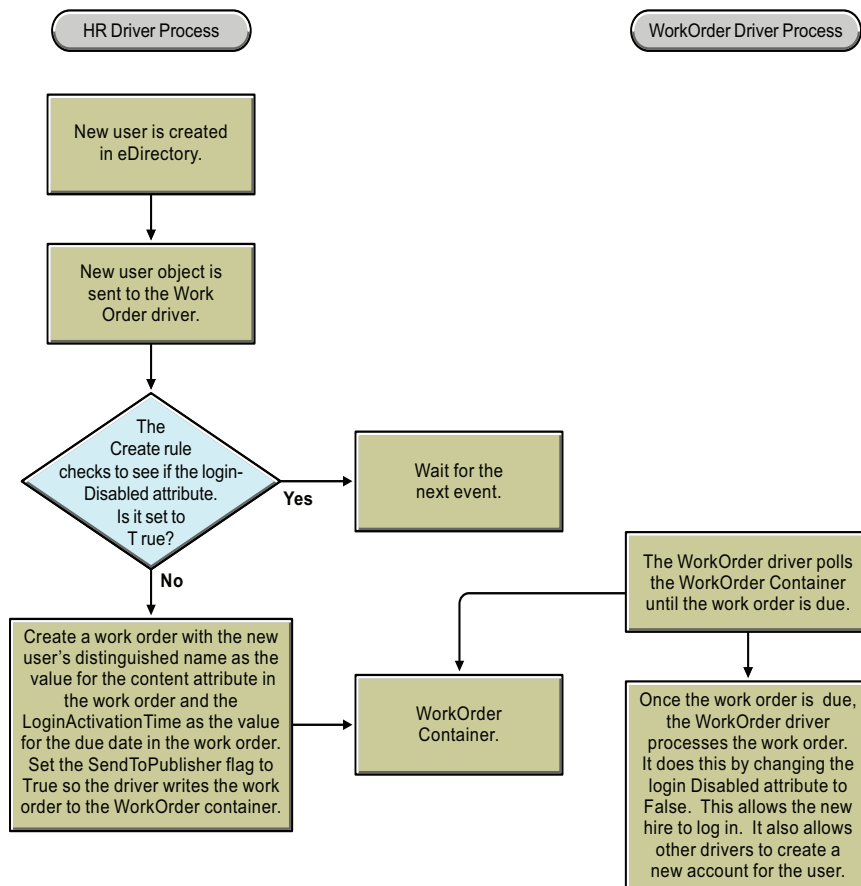 HR Driver Process
WorkOrder Driver Process
New user is created
in eDirectory.
New user object is
sent to the Work
Order driver.
The
Create rule
checks to see if the login-
Disabled attribute.
Is it set to
T rue?
Yes
No
Wait for the
next event.
The WorkOrder driver polls
the WorkOrder Container
until the work order is due.
Create a work order with the new
user's distinguished name as the
value for the content attribute in
the work order and the
LoginActivationTime as the value
for the due date in the work order.
Set the SendToPublisher flag to
True so the driver writes the work
order to the WorkOrder container.
WorkOrder
Container.
Once the work order is due,
the WorkOrder driver
processes the work order.
It does this by changing the
login Disabled attribute to
False. This allows the new
hire to log in. It also allows
other drivers to create a
new account for the user.